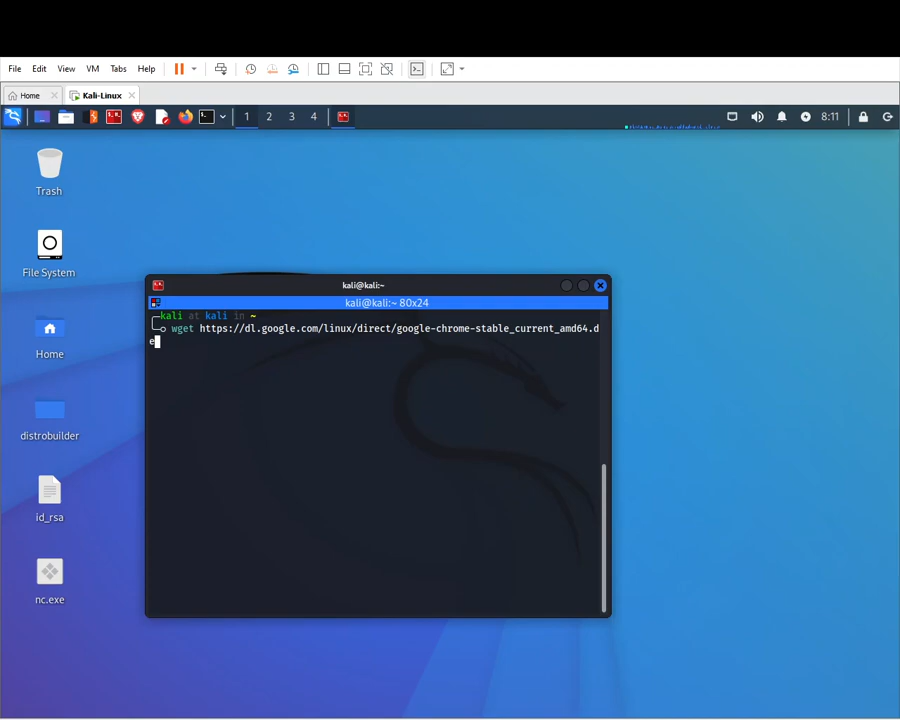 File Edit View VM Tabs Help
Home Kali-Linux
1 2 3 4 8:11
Trash
File System
Home
distrobuilder
id_rsa
nc.exe
kali@kali:~
kali@kali:~ 80x24
kali at kali in ~
wget https://dl.google.com/linux/direct/google-chrome-stable_current_amd64.d
e